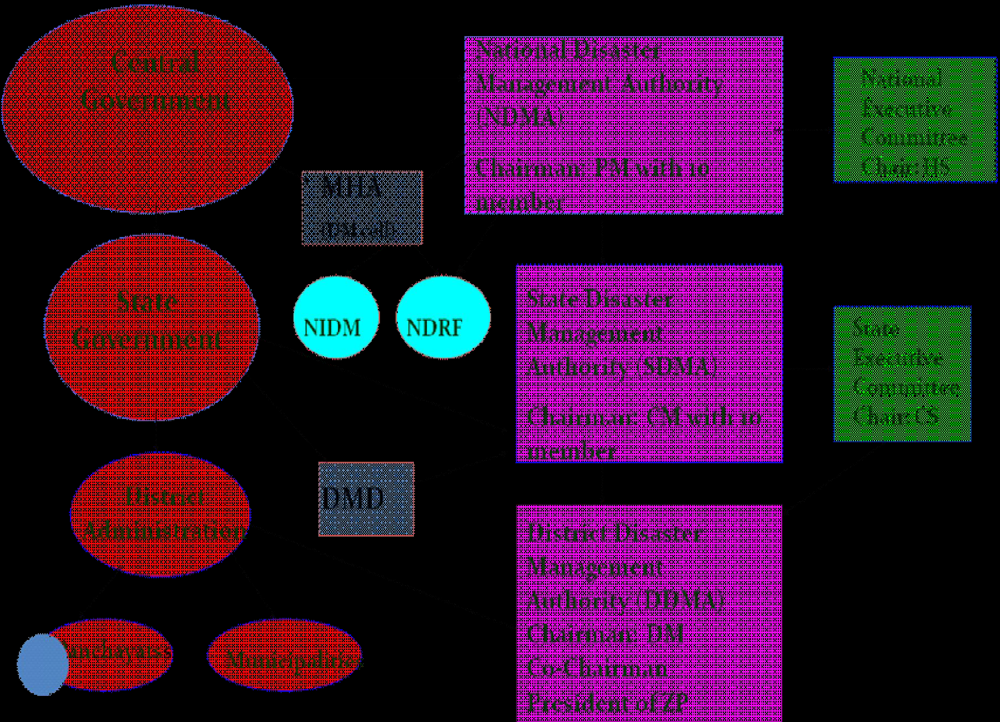 Central
Government
National Disaster
Management Authority
(NDMA)
Chairman: PM with 10
member
National
Executive
Committee
Chair: HS
MHA
(DM cell)
State
Government
NIDM
NDRF
State Disaster
Management
Authority (SDMA)
Chairman: CM with 10
member
State
Executive
Committee
Chair: CS
District
Administration
DMD
District Disaster
Management
Authority (DDMA)
Chairman: DM
Co-Chairman
President of ZP
Panchayatss
Municipalities